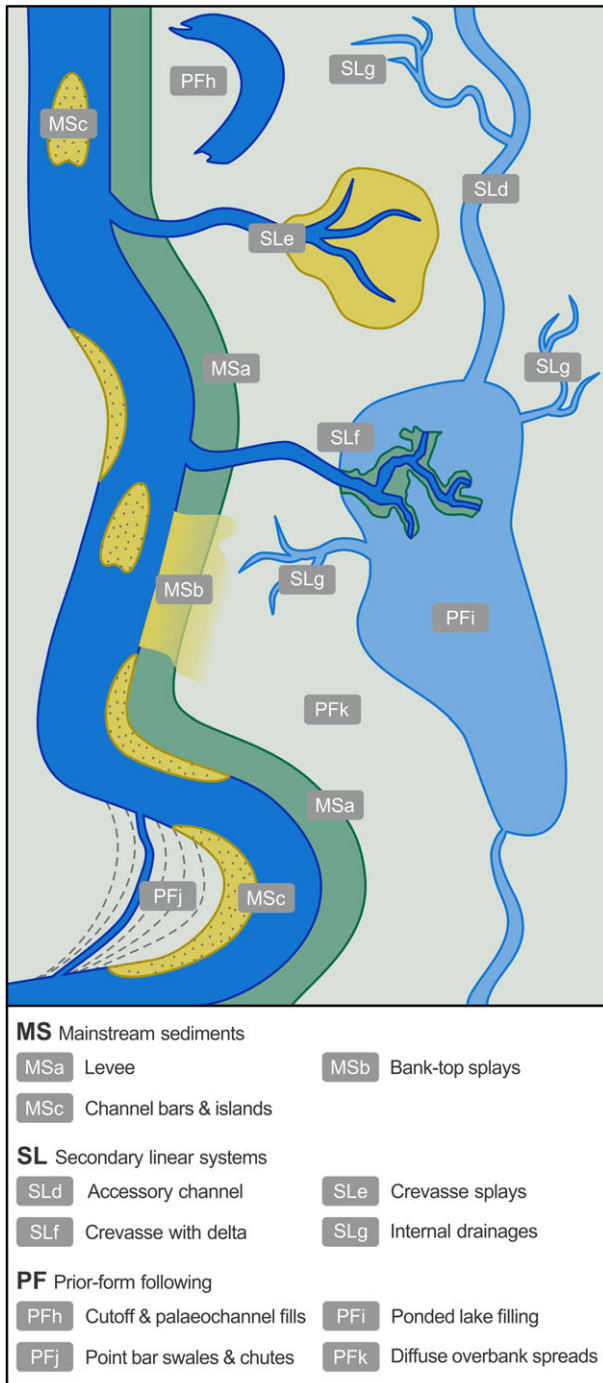 PFh
SLg
MSc
SLd
SLe
MSa
SLg
SLf
SLg
MSb
PFi
PFk
MSa
PFj
MSc
MS Mainstream sediments
MSa Levee
MSb Bank-top splays
MSc Channel bars & islands
SL Secondary linear systems
SLd Accessory channel
SLe Crevasse splays
SLf Crevasse with delta
SLg Internal drainages
PF Prior-form following
PFh Cutoff & palaeochannel fills
PFi Ponded lake filling
PFj Point bar swales & chutes
PFk Diffuse overbank spreads